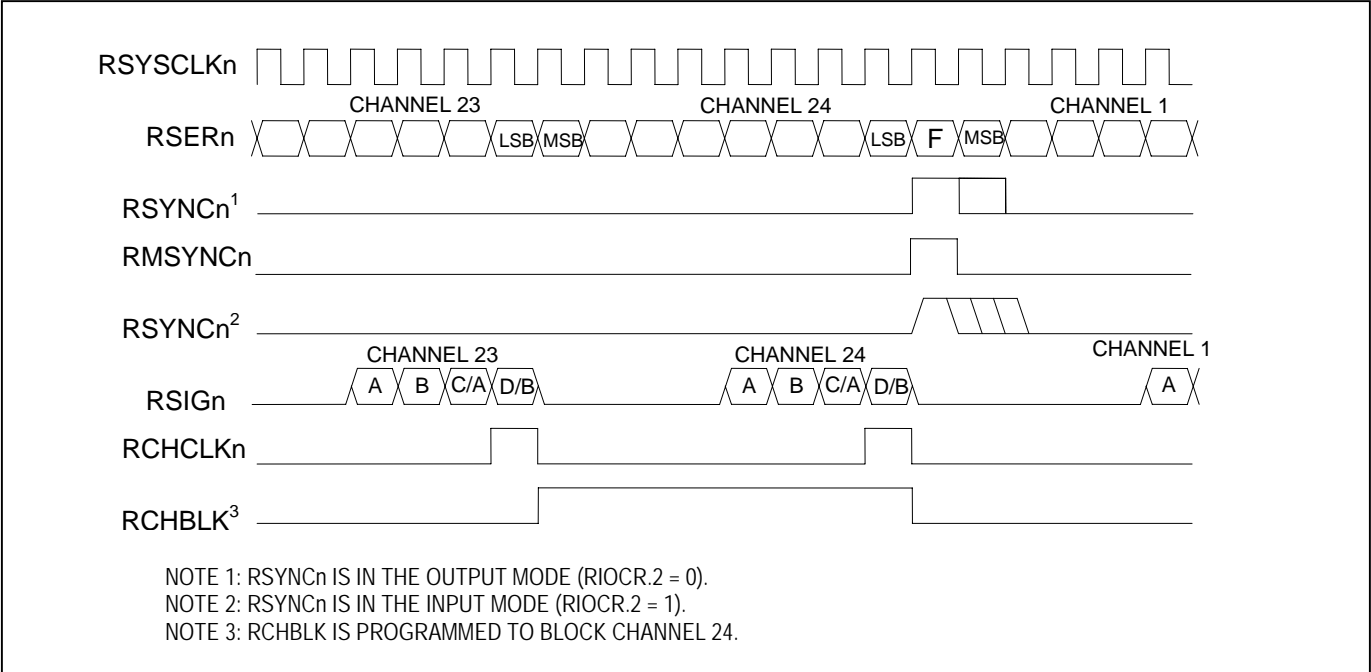 RSYSCLKn
CHANNEL 23 CHANNEL 24 CHANNEL 1
RSERn LSB MSB LSB F MSB
RSYNCn1
RMSYNCn
RSYNCn2
CHANNEL 23 CHANNEL 24 CHANNEL 1
RSIGn A B C/A D/B A B C/A D/B A
RCHCLKn
RCHBLK3
NOTE 1: RSYNCn IS IN THE OUTPUT MODE (RIOCR.2 = 0).
NOTE 2: RSYNCn IS IN THE INPUT MODE (RIOCR.2 = 1).
NOTE 3: RCHBLK IS PROGRAMMED TO BLOCK CHANNEL 24.